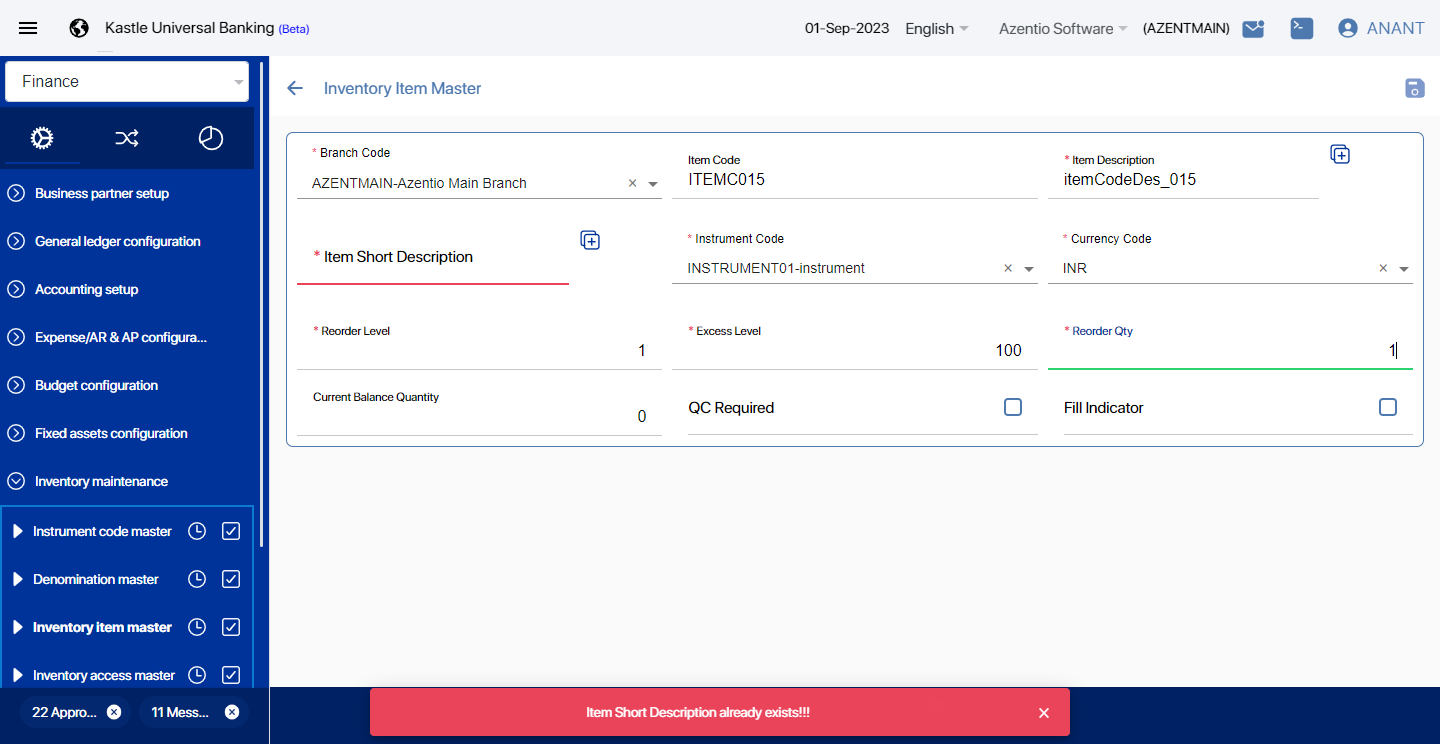 Kastle Universal Banking (Beta)
01-Sep-2023 English Azentio Software (AZENTMAIN) ANANT
Finance
Business partner setup
General ledger configuration
Accounting setup
Expense/AR & AP configura...
Budget configuration
Fixed assets configuration
Inventory maintenance
Instrument code master
Denomination master
Inventory item master
Inventory access master
22 Appro... 11 Mess...
Inventory Item Master
* Branch Code
AZENTMAIN-Azentio Main Branch
Item Code
ITEMC015
* Item Description
itemCodeDes_015
* Item Short Description
* Instrument Code
INSTRUMENT01-instrument
* Currency Code
INR
* Reorder Level
1
* Excess Level
100
* Reorder Qty
1
Current Balance Quantity
0
QC Required
Fill Indicator
Item Short Description already exists!!!